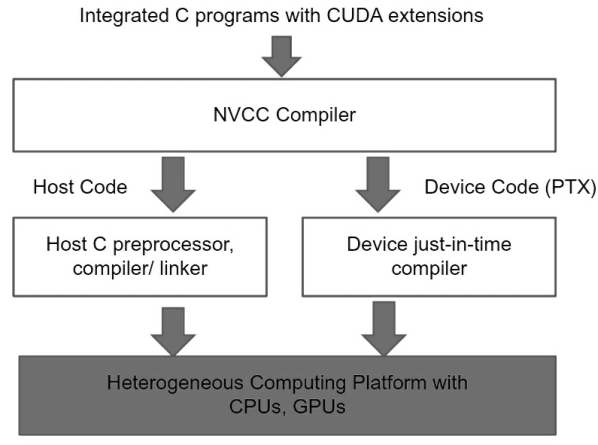 Integrated C programs with CUDA extensions
NVCC Compiler
Host Code
Device Code (PTX)
Host C preprocessor,
compiler/ linker
Device just-in-time
compiler
Heterogeneous Computing Platform with
CPUs, GPUs